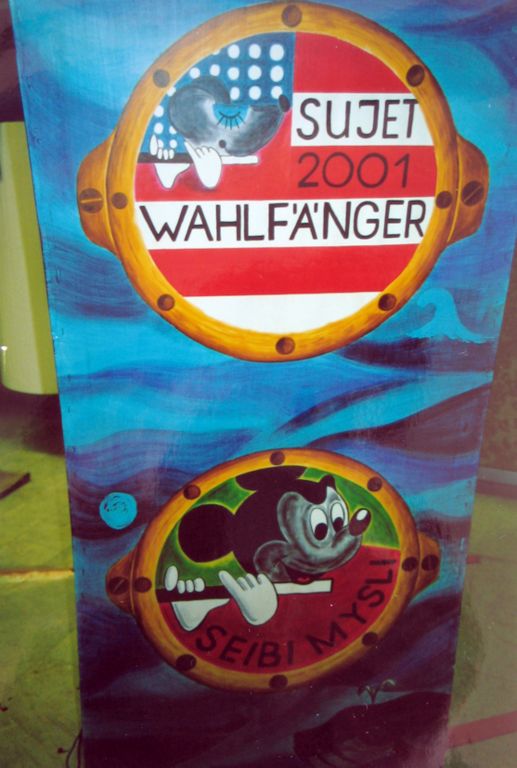 SUJET
2001
WAHLFÄNGER
SEIBI MYSLI